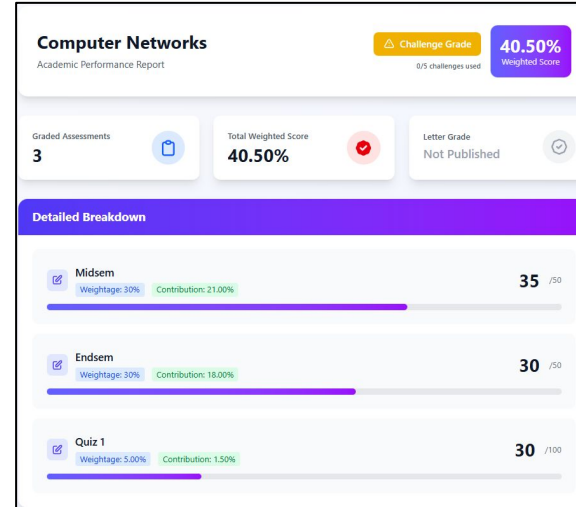 Computer Networks
Academic Performance Report
Challenge Grade
0/5 challenges used
40.50%
Weighted Score
Graded Assessments
3
Total Weighted Score
40.50%
Letter Grade
Not Published
Detailed Breakdown
Midsem
Weightage: 30% Contribution: 21.00%
35 /50
Endsem
Weightage: 30% Contribution: 18.00%
30 /50
Quiz 1
Weightage: 5.00% Contribution: 1.50%
30 /100